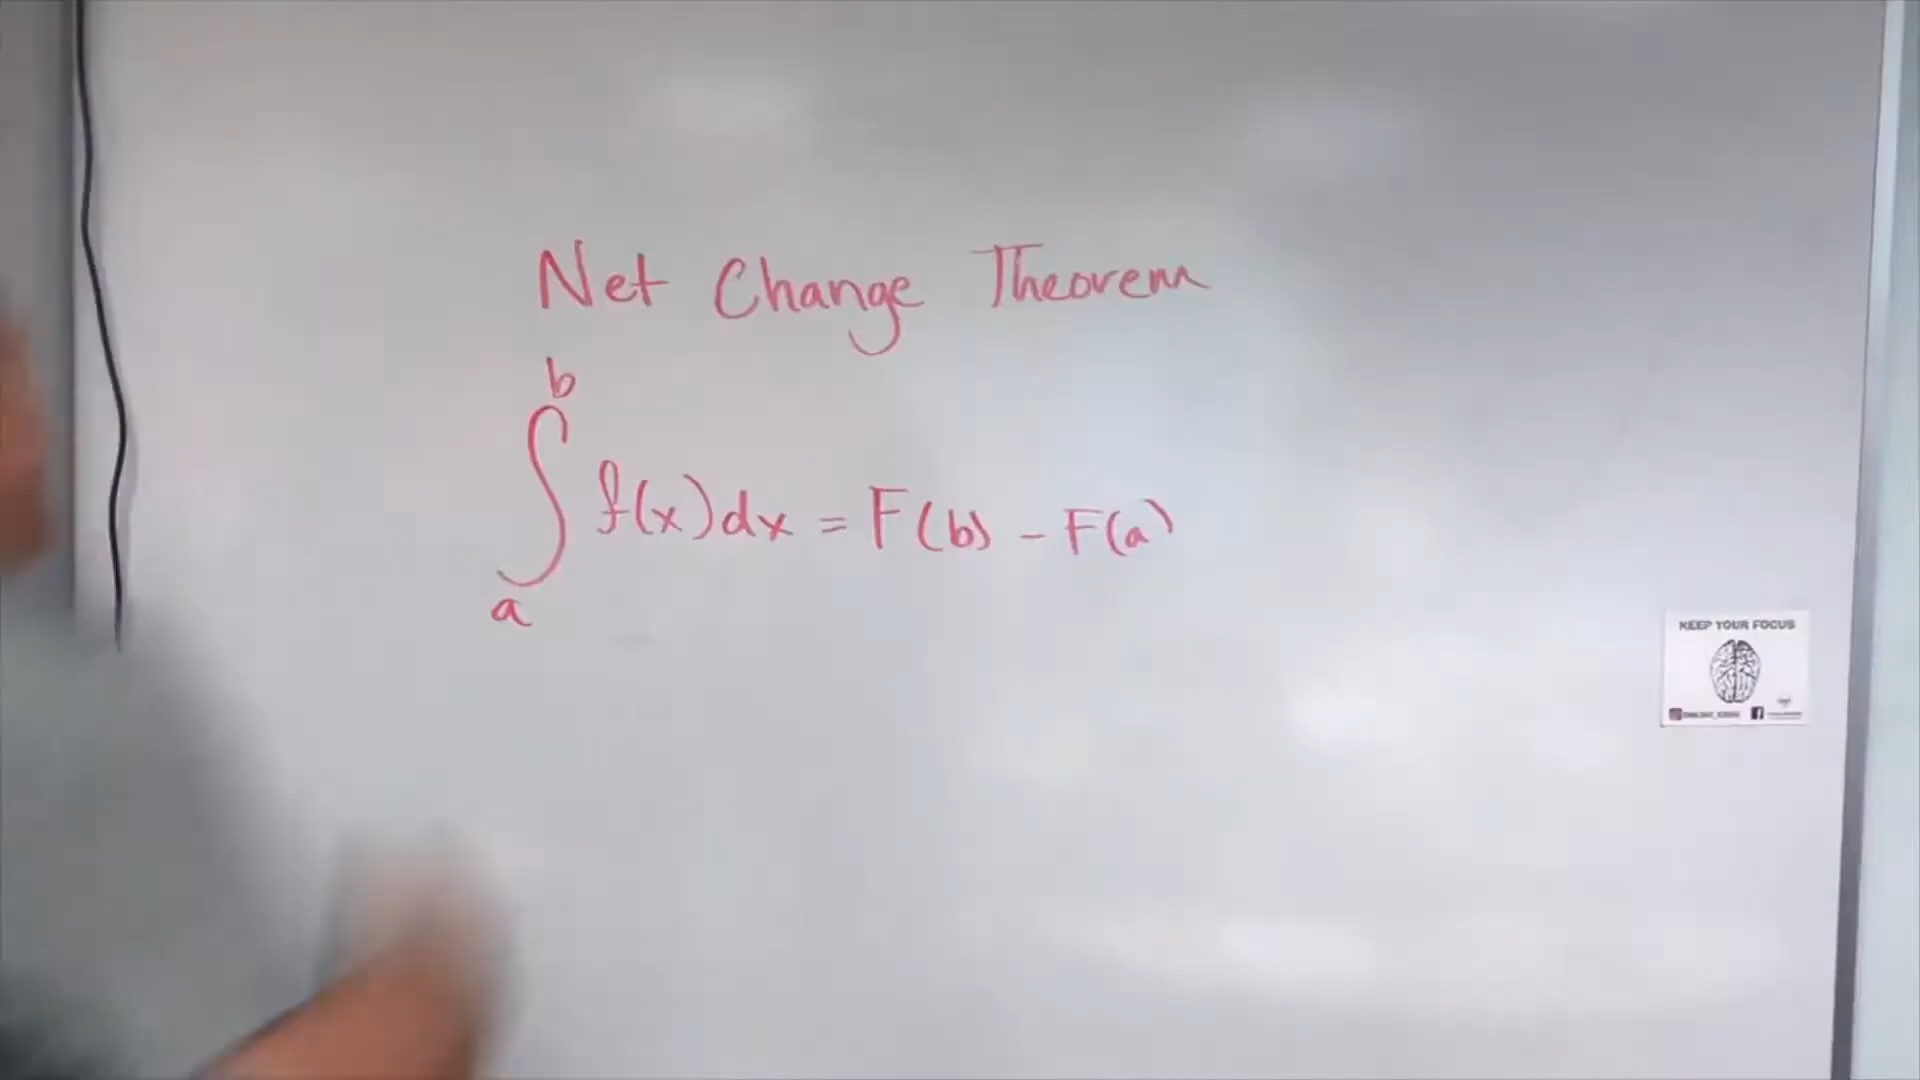 Net Change Theorem
b
∫ f(x)dx = F(b) - F(a)
a
KEEP YOUR FOCUS